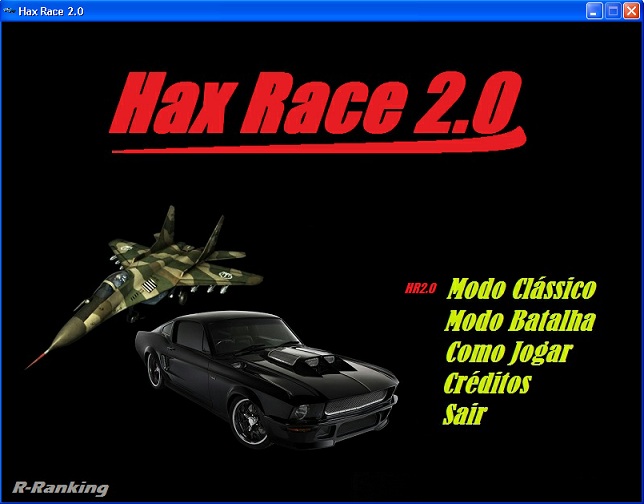 Hax Race 2.0
Hax Race 2.0
HR2.0
Modo Clássico
Modo Batalha
Como Jogar
Créditos
Sair
R-Ranking